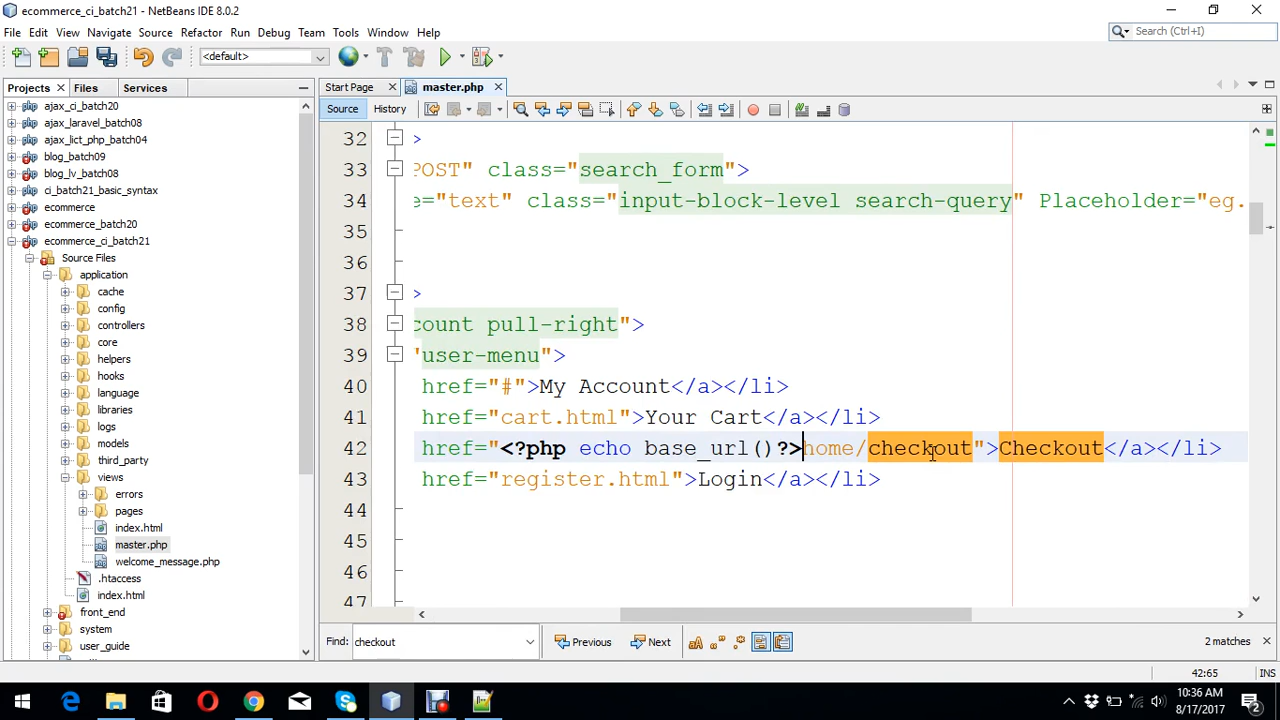 ecommerce_ci_batch21 - NetBeans IDE 8.0.2
File Edit View Navigate Source Refactor Run Debug Team Tools Window Help
Search (Ctrl+I)
<default>
Projects Files Services
Start Page master.php
Source History
ajax_ci_batch20
ajax_laravel_batch08
ajax_lict_php_batch04
blog_batch09
blog_lv_batch08
ci_batch21_basic_syntax
ecommerce
ecommerce_batch20
ecommerce_ci_batch21
Source Files
application
cache
config
controllers
core
helpers
hooks
language
libraries
logs
models
third_party
views
errors
pages
index.html
master.php
welcome_message.php
.htaccess
index.html
front_end
system
user_guide
32 >
33 POST" class="search_form">
34 e="text" class="input-block-level search-query" Placeholder="eg.
35
36
37 >
38 count pull-right">
39 "user-menu">
40 href="#">My Account</a></li>
41 href="cart.html">Your Cart</a></li>
42 href="<?php echo base_url()?>home/checkout">Checkout</a></li>
43 href="register.html">Login</a></li>
44
45
46
47
Find: checkout Previous Next 2 matches
42:65 INS
10:36 AM
8/17/2017
2